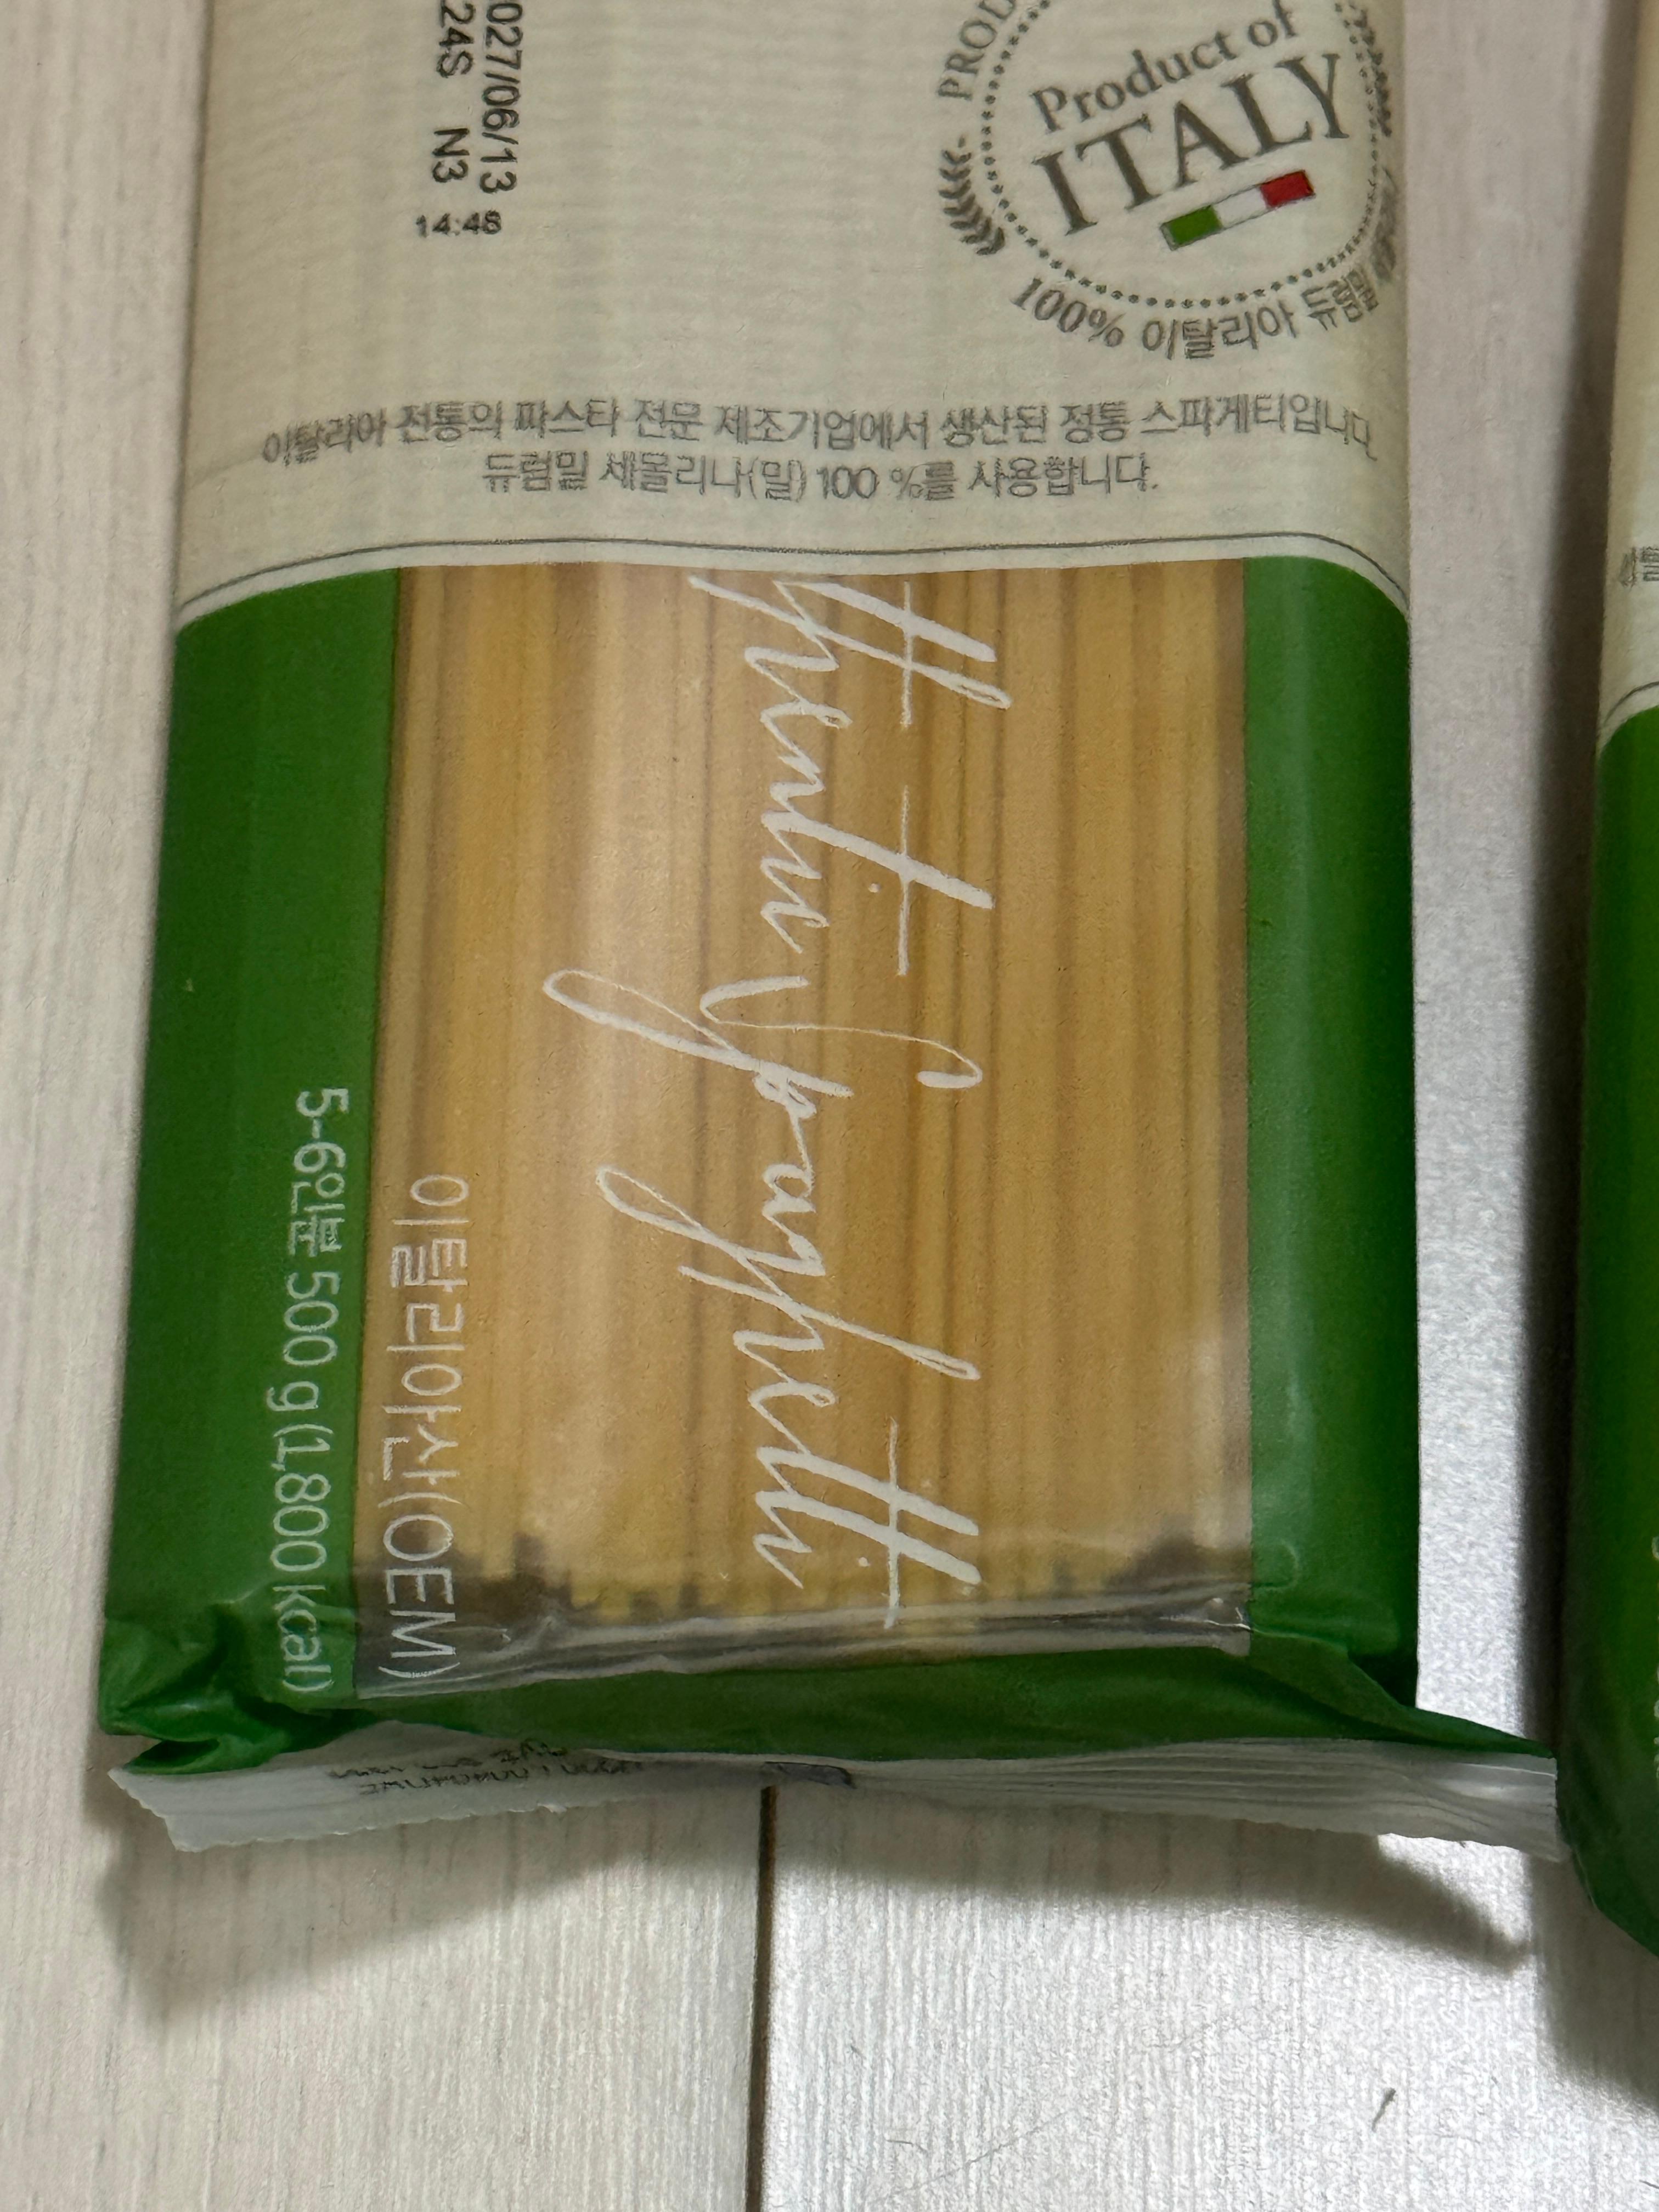 027/06/13
24S N3
14:48
PROD
Product of
ITALY
100% 이탈리아 듀럼밀
이탈리아 전통의 파스타 전문 제조기업에서 생산된 정통 스파게티입니다
듀럼밀 세몰리나(밀) 100 %를 사용합니다.
thentic Spaghetti
이탈리아산(OEM)
5-6인분 500 g (1,800 kcal)